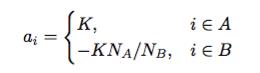 a_i = { K, i ∈ A
−KN_A/N_B, i ∈ B